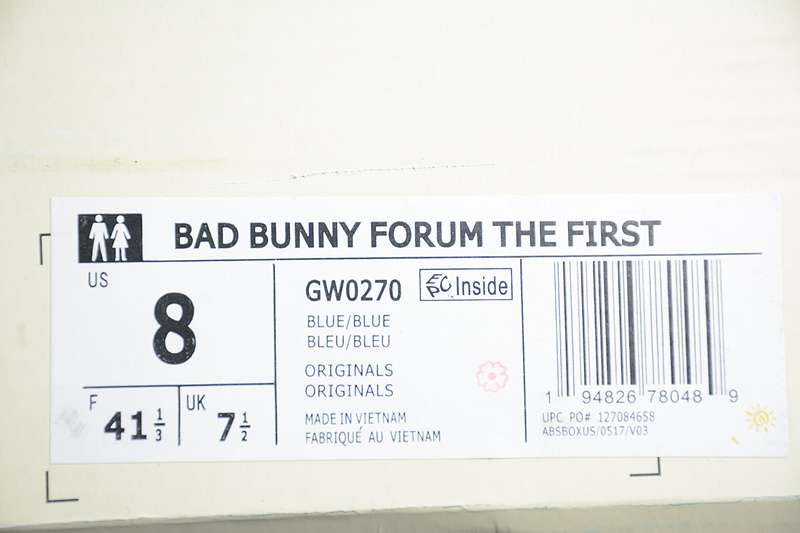 BAD BUNNY FORUM THE FIRST
US
8
F
41 1/3
UK
7 1/2
GW0270
EPC Inside
BLUE/BLUE
BLEU/BLEU
ORIGINALS
ORIGINALS
MADE IN VIETNAM
FABRIQUÉ AU VIETNAM
1 94826 78048 9
UPC. PO# 127084658
ABSBOXUS/0517/V03